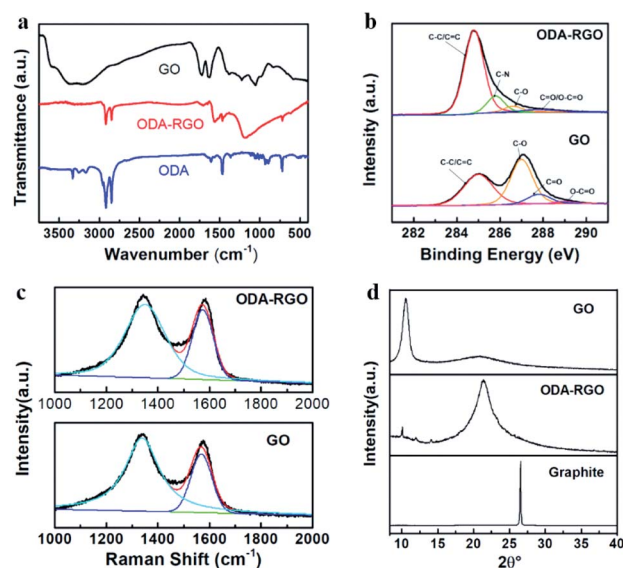 a
Transmittance (a.u.)
GO
ODA-RGO
ODA
3500 3000 2500 2000 1500 1000 500
Wavenumber (cm⁻¹)
b
Intensity (a.u.)
ODA-RGO
C-C/C=C
C-N
C-O
C=O/O-C=O
GO
C-O
C-C/C=C
C=O
O-C=O
282 284 286 288 290
Binding Energy (eV)
c
Intensity(a.u.)
ODA-RGO
1000 1200 1400 1600 1800 2000
GO
1000 1200 1400 1600 1800 2000
Raman Shift (cm⁻¹)
d
Intensity(a.u.)
GO
ODA-RGO
Graphite
10 15 20 25 30 35 40
2θ°